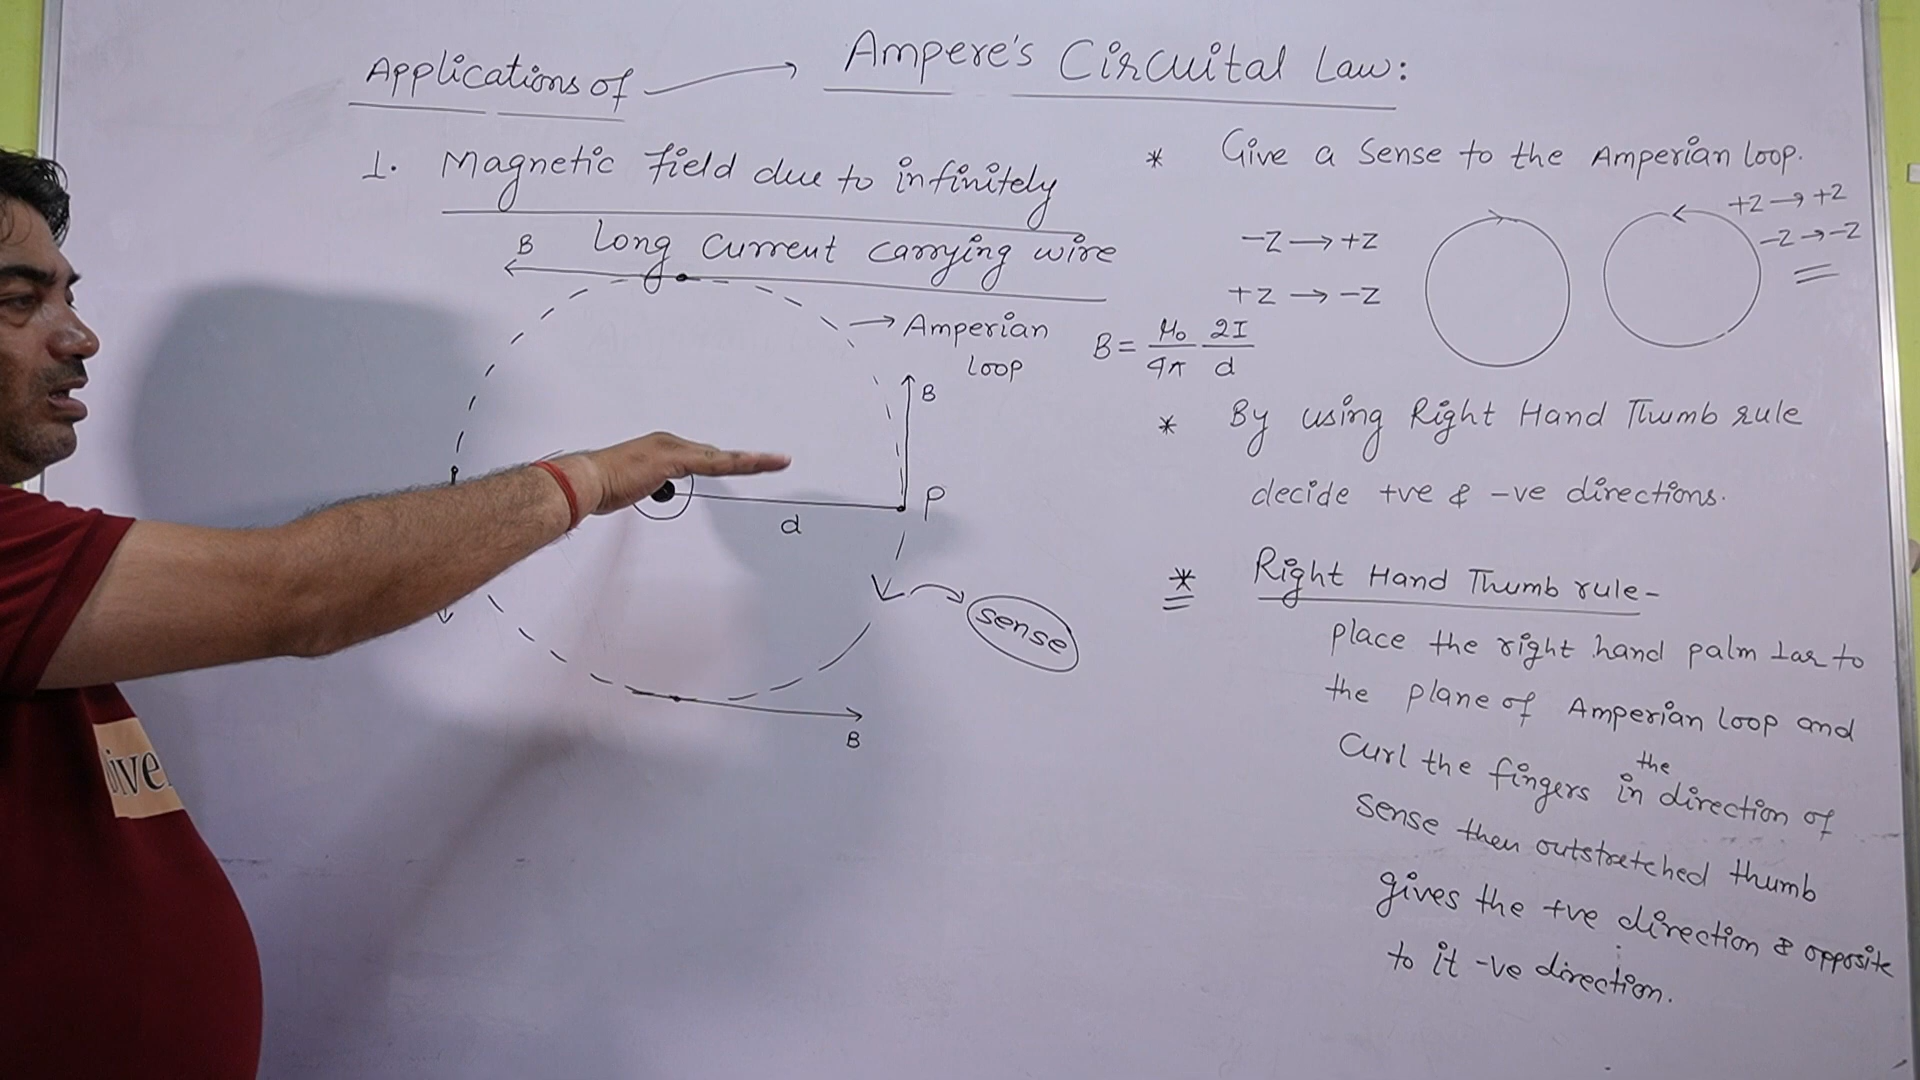 Applications of → Ampere's Circuital Law:
1. Magnetic field due to infinitely
long current carrying wire
B
→ Amperian
loop
B
d
P
sense
B
* Give a sense to the Amperian loop.
-Z → +Z
+Z → -Z
+Z → +Z
-Z → -Z
B = μ₀/4π 2I/d
* By using Right Hand Thumb rule
decide +ve & -ve directions.
* Right Hand Thumb rule-
place the right hand palm ⊥ar to
the plane of Amperian loop and
Curl the fingers in the direction of
sense then outstretched thumb
gives the +ve direction & opposite
to it -ve direction.